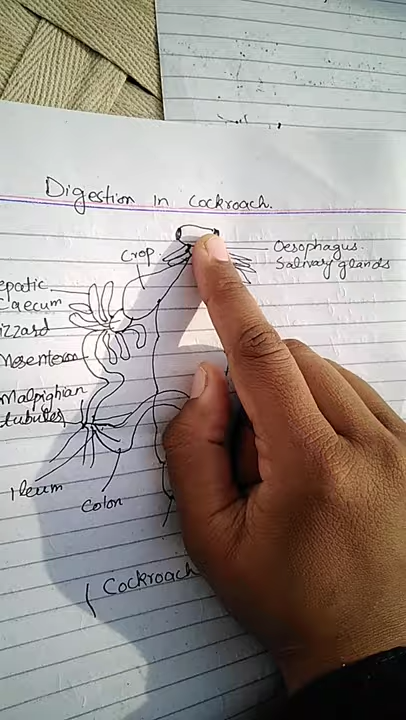 Digestion In Cockroach.
Crop
Oesophagus.
Salivary glands
epatic
Caecum
izzard
Mesenteron
Malpighian
tubules
Ileum
Colon
Cockroach